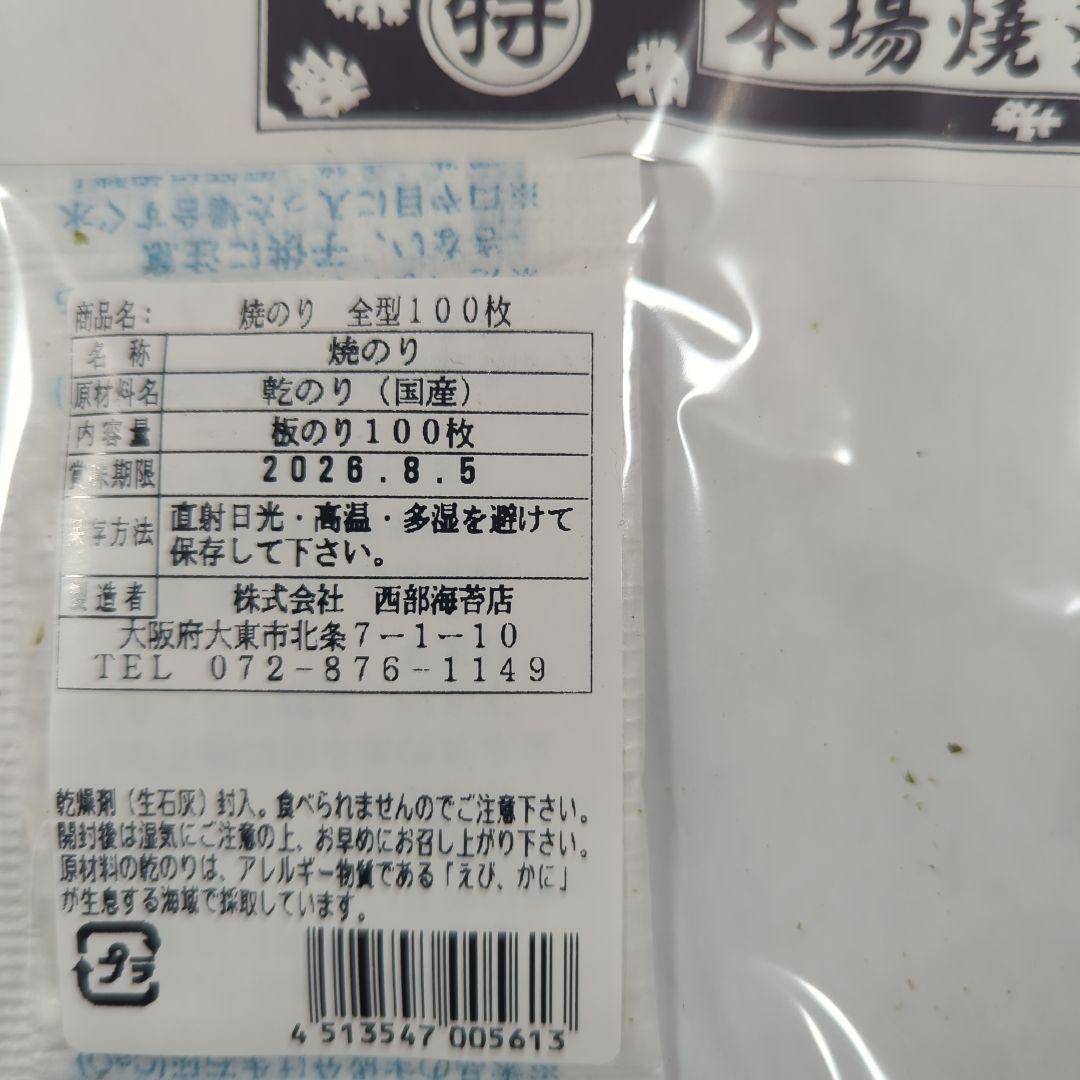 特
本場焼
商品名: 焼のり 全型100枚
名称 焼のり
原材料名 乾のり（国産）
内容量 板のり100枚
賞味期限 2026.8.5
保存方法 直射日光・高温・多湿を避けて
保存して下さい。
製造者 株式会社 西部海苔店
大阪府大東市北条7-1-10
TEL 072-876-1149
乾燥剤（生石灰）封入。食べられませんのでご注意下さい。
開封後は湿気にご注意の上、お早めにお召し上がり下さい。
原材料の乾のりは、アレルギー物質である「えび、かに」
が生息する海域で採取しています。
プラ
4 513547 005613